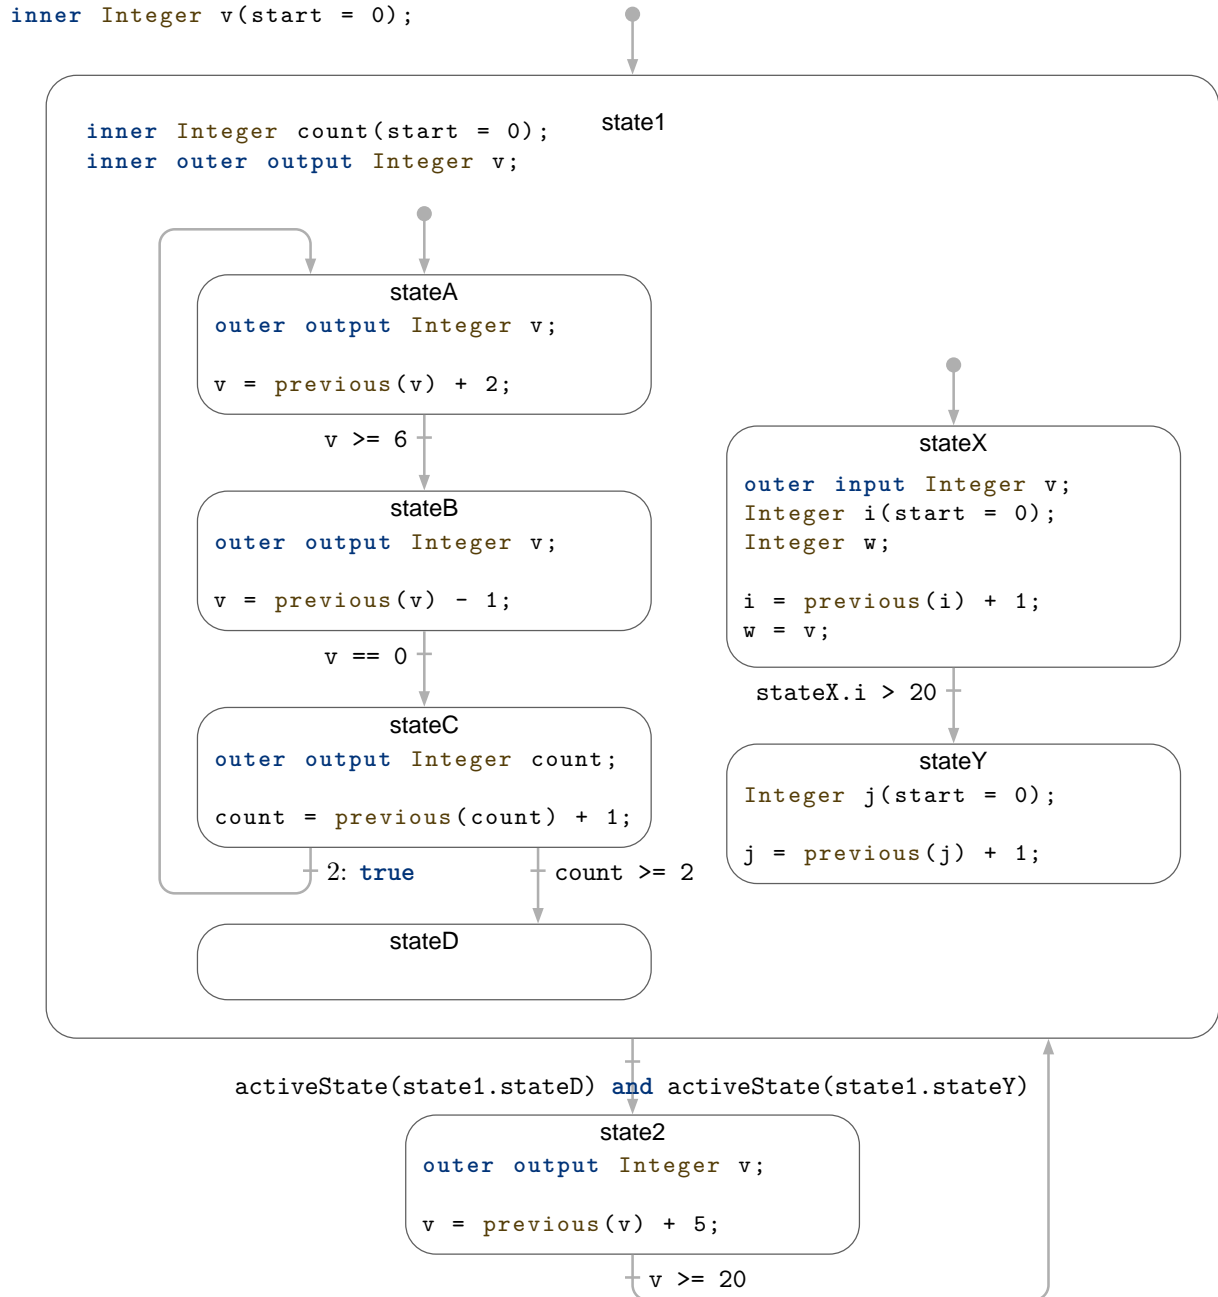 inner Integer v(start = 0);
state1
inner Integer count(start = 0);
inner outer output Integer v;
stateA
outer output Integer v;
v = previous(v) + 2;
v >= 6
stateB
outer output Integer v;
v = previous(v) - 1;
v == 0
stateC
outer output Integer count;
count = previous(count) + 1;
2: true
count >= 2
stateD
stateX
outer input Integer v;
Integer i(start = 0);
Integer w;
i = previous(i) + 1;
w = v;
stateX.i > 20
stateY
Integer j(start = 0);
j = previous(j) + 1;
activeState(state1.stateD) and activeState(state1.stateY)
state2
outer output Integer v;
v = previous(v) + 5;
v >= 20